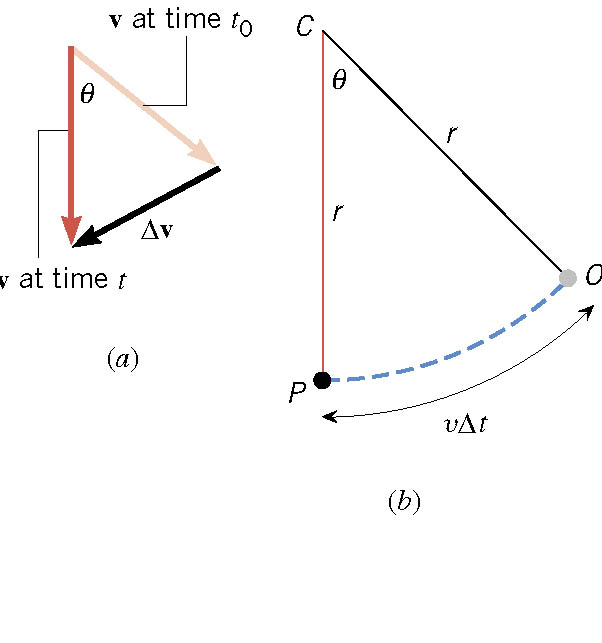 v at time t₀
θ
Δv
v at time t
(a)
C
θ
r
r
O
P
vΔt
(b)